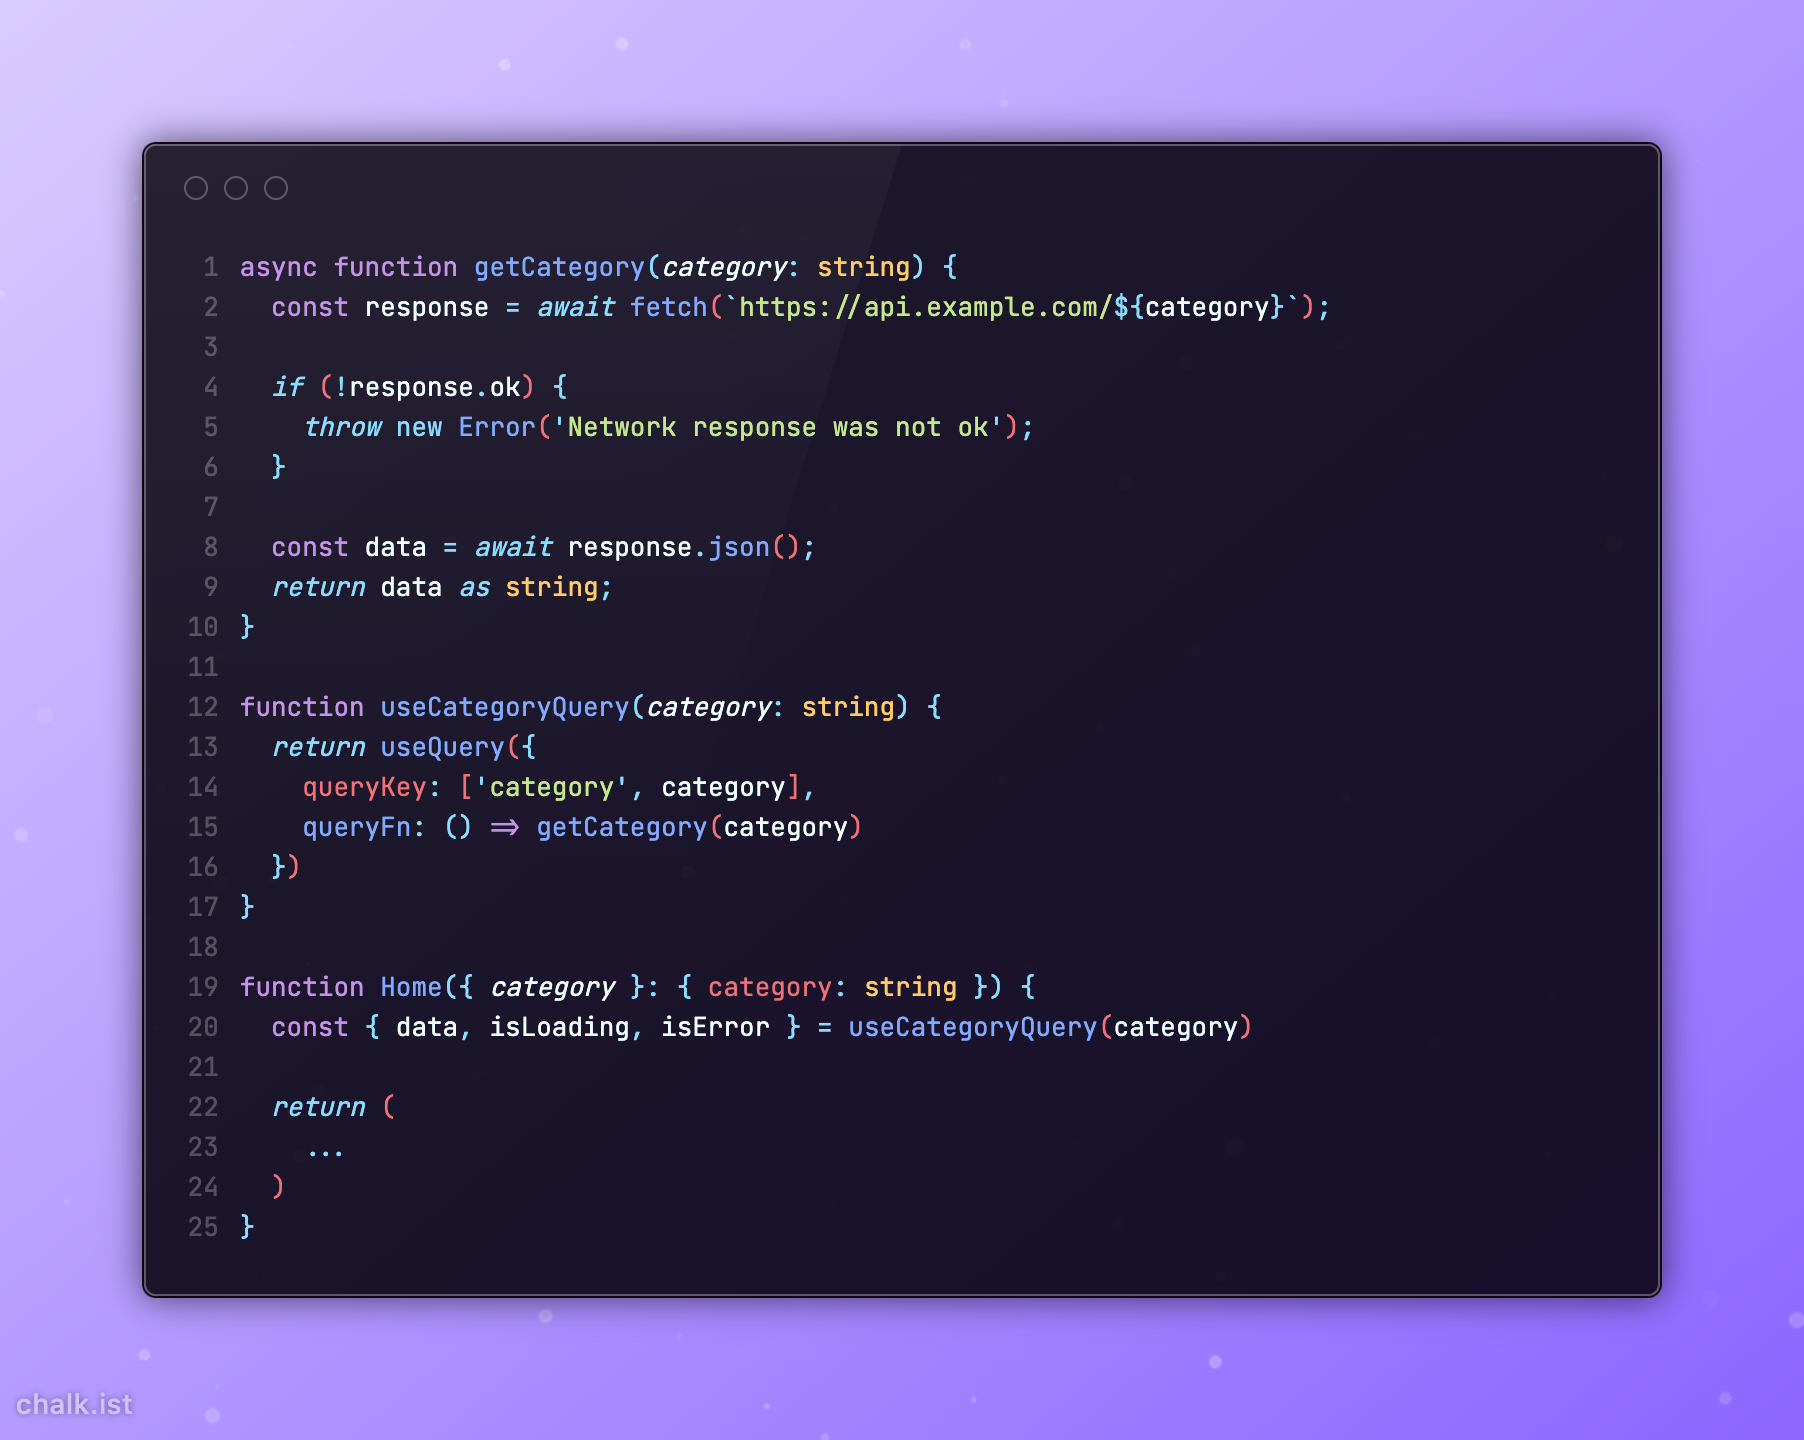 1 async function getCategory(category: string) {
2   const response = await fetch(`https://api.example.com/${category}`);
3
4   if (!response.ok) {
5     throw new Error('Network response was not ok');
6   }
7
8   const data = await response.json();
9   return data as string;
10 }
11
12 function useCategoryQuery(category: string) {
13   return useQuery({
14     queryKey: ['category', category],
15     queryFn: () => getCategory(category)
16   })
17 }
18
19 function Home({ category }: { category: string }) {
20   const { data, isLoading, isError } = useCategoryQuery(category)
21
22   return (
23     ...
24   )
25 }
chalk.ist